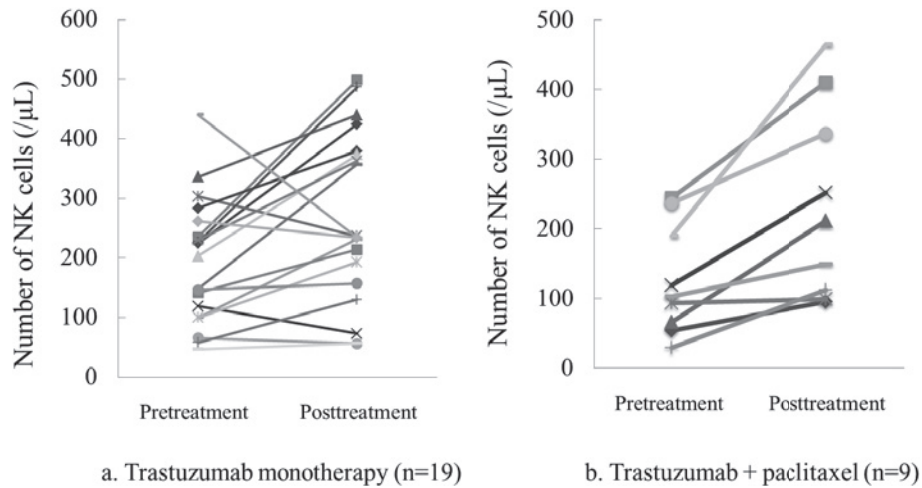 Number of NK cells (/μL)
600
500
400
300
200
100
0
Pretreatment Posttreatment
a. Trastuzumab monotherapy (n=19)
Number of NK cells (/μL)
500
400
300
200
100
0
Pretreatment Posttreatment
b. Trastuzumab + paclitaxel (n=9)